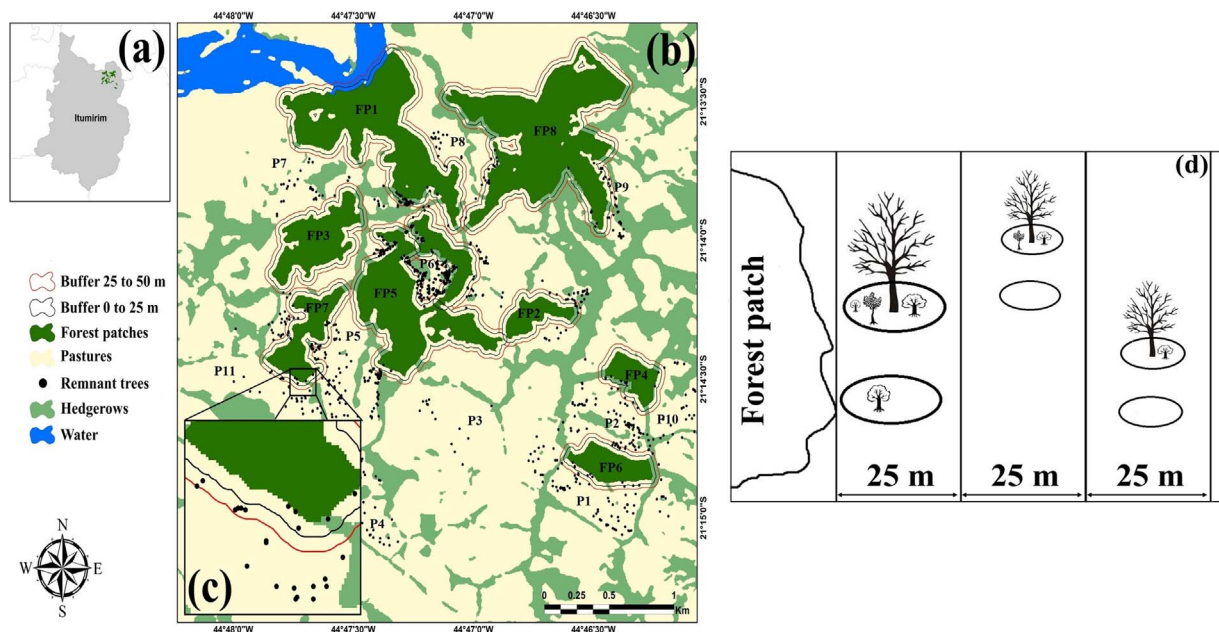 (a)
Itumirim
Buffer 25 to 50 m
Buffer 0 to 25 m
Forest patches
Pastures
Remnant trees
Hedgerows
Water
N
W E
S
44°48'0"W 44°47'30"W 44°47'0"W 44°46'30"W
(b)
FP1
FP8
P8
P7
P9
FP3
P6
FP5
FP2
FP7
P5
P11
FP4
P3
P2
P10
FP6
P1
P4
(c)
0 0.25 0.5 1
Km
21°13'30"S
21°14'0"S
21°14'30"S
21°15'0"S
44°48'0"W 44°47'30"W 44°47'0"W 44°46'30"W
(d)
Forest patch
25 m 25 m 25 m